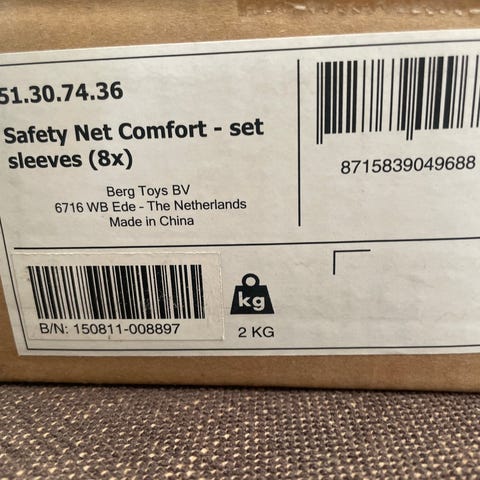 51.30.74.36
Safety Net Comfort - set
sleeves (8x)
Berg Toys BV
6716 WB Ede - The Netherlands
Made in China
8715839049688
B/N: 150811-008897
kg
2 KG